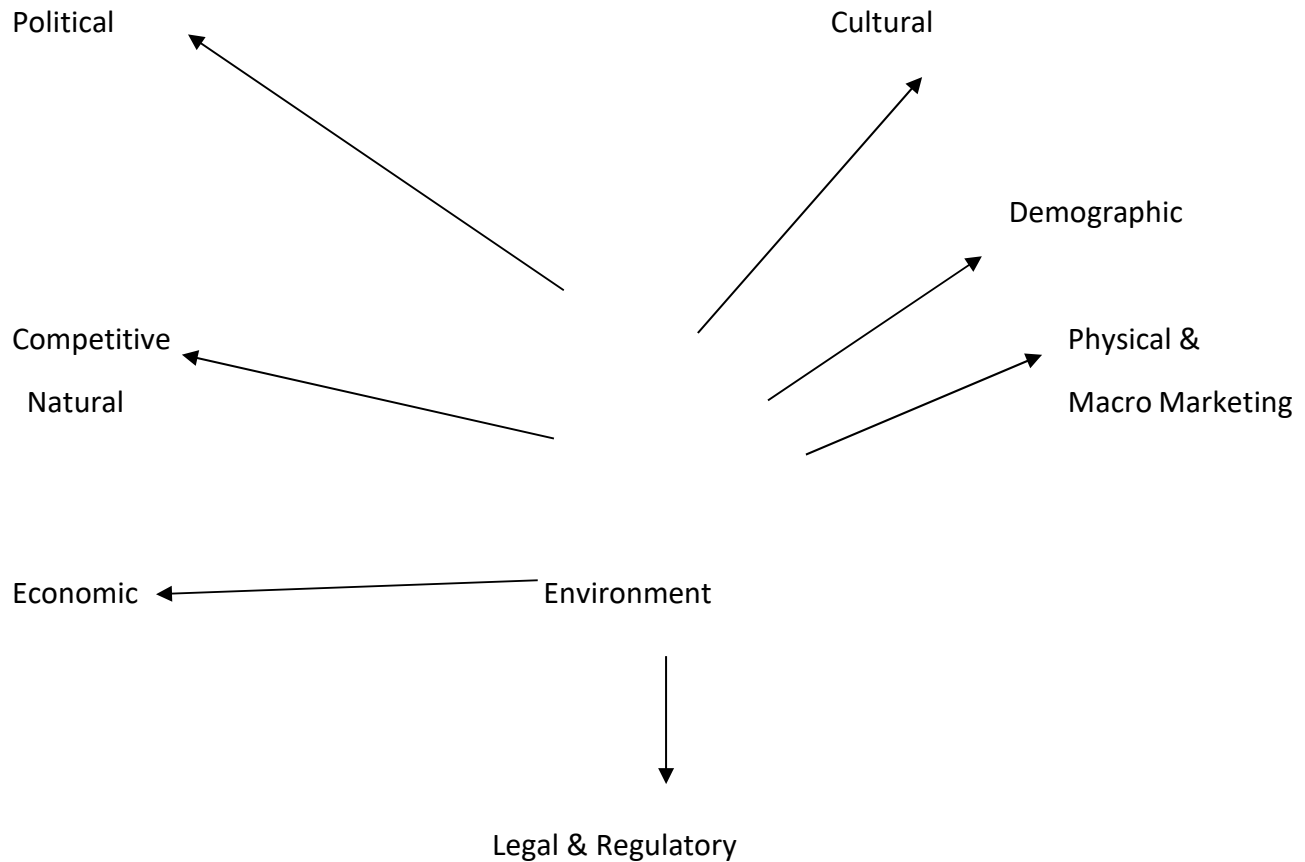 Political
Cultural
Demographic
Competitive
Physical &
Natural
Macro Marketing
Economic
Environment
Legal & Regulatory